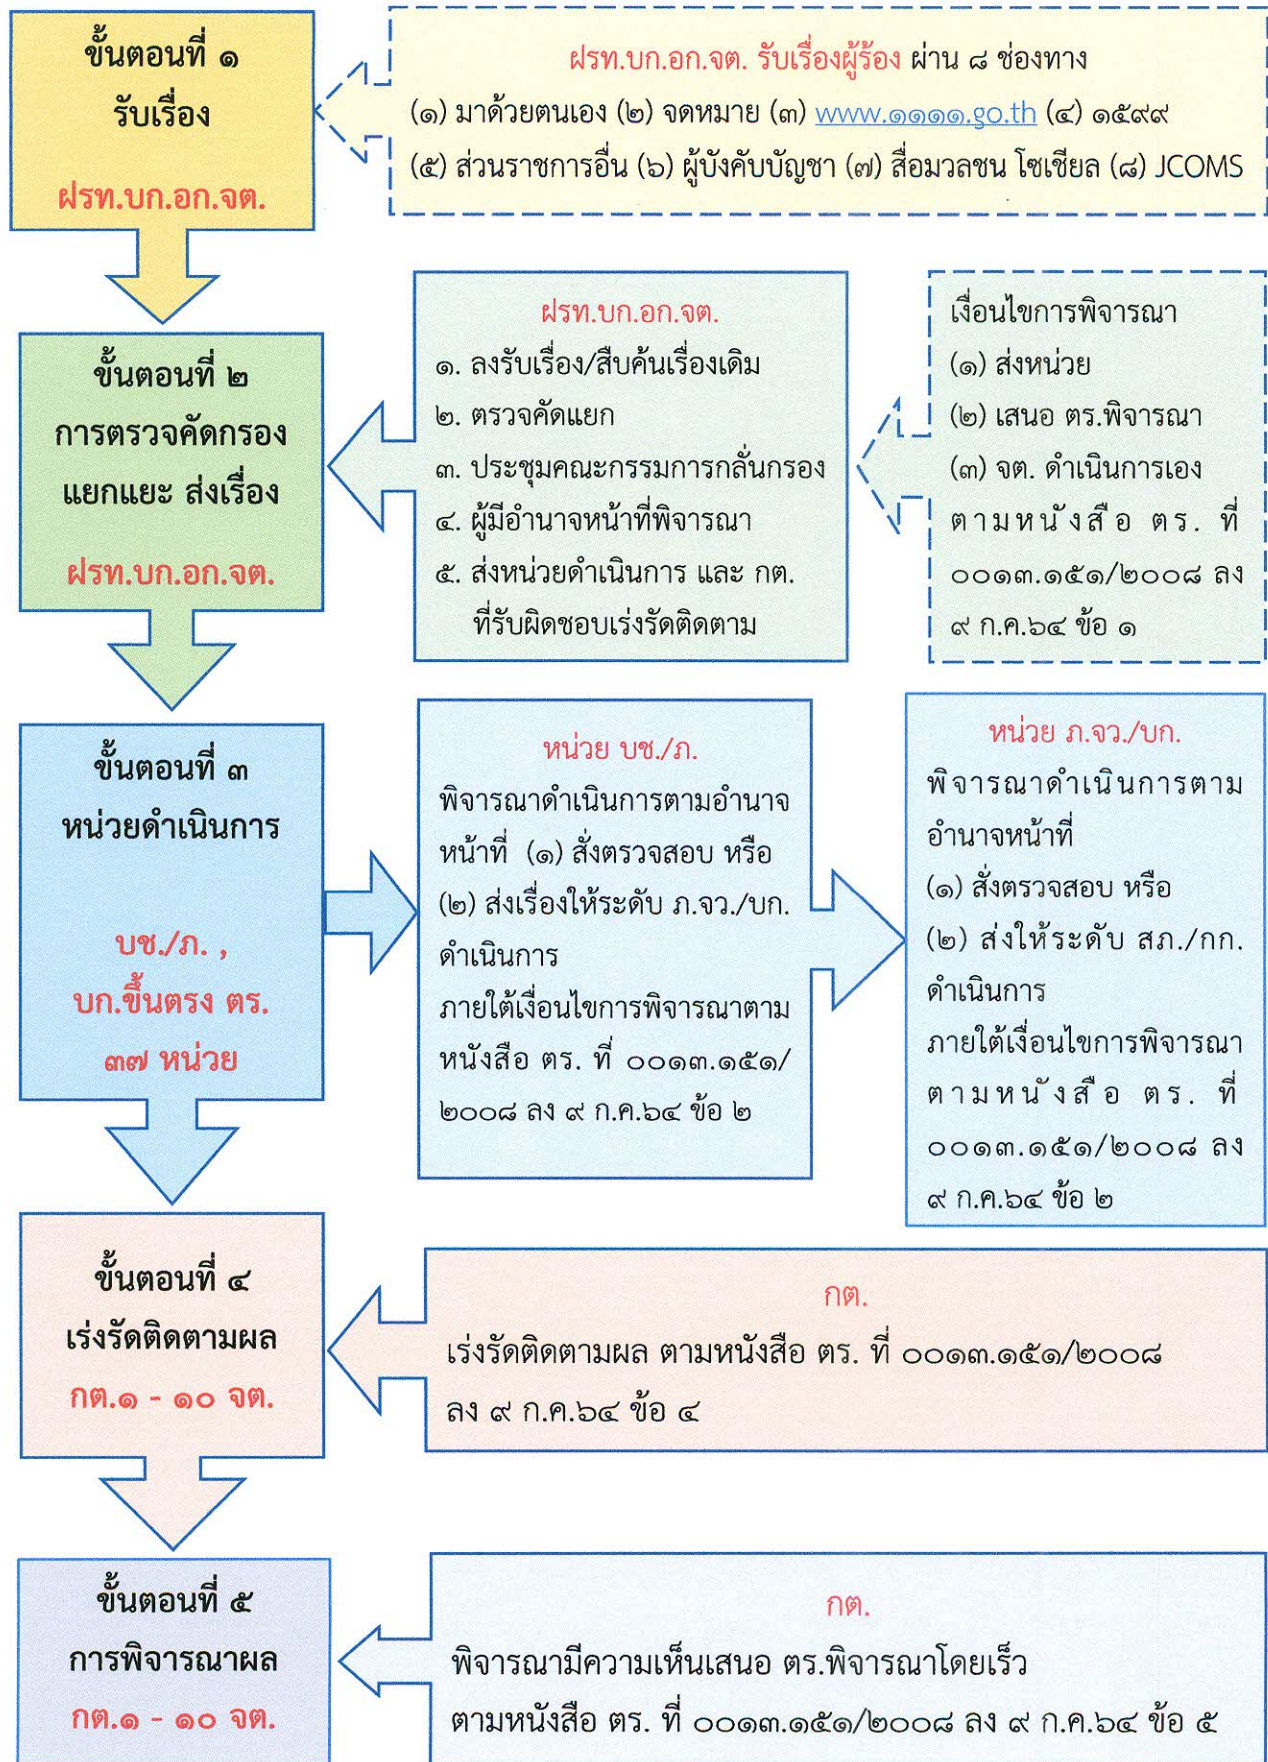 ขั้นตอนที่ ๑
รับเรื่อง
ฝรท.บก.อก.จต.
ฝรท.บก.อก.จต. รับเรื่องผู้ร้อง ผ่าน ๘ ช่องทาง
(๑) มาด้วยตนเอง (๒) จดหมาย (๓) www.๑๑๑๑.go.th (๔) ๑๕๙๙
(๕) ส่วนราชการอื่น (๖) ผู้บังคับบัญชา (๗) สื่อมวลชน โซเชียล (๘) JCOMS
ขั้นตอนที่ ๒
การตรวจคัดกรอง
แยกแยะ ส่งเรื่อง
ฝรท.บก.อก.จต.
ฝรท.บก.อก.จต.
๑. ลงรับเรื่อง/สืบค้นเรื่องเดิม
๒. ตรวจคัดแยก
๓. ประชุมคณะกรรมการกลั่นกรอง
๔. ผู้มีอำนาจหน้าที่พิจารณา
๕. ส่งหน่วยดำเนินการ และ กต.
ที่รับผิดชอบเร่งรัดติดตาม
เงื่อนไขการพิจารณา
(๑) ส่งหน่วย
(๒) เสนอ ตร.พิจารณา
(๓) จต. ดำเนินการเอง
ตามหนังสือ ตร. ที่
๐๐๑๓.๑๕๑/๒๐๐๘ ลง
๙ ก.ค.๖๔ ข้อ ๑
ขั้นตอนที่ ๓
หน่วยดำเนินการ
บช./ภ. ,
บก.ขึ้นตรง ตร.
๓๗ หน่วย
หน่วย บช./ภ.
พิจารณาดำเนินการตามอำนาจ
หน้าที่ (๑) สั่งตรวจสอบ หรือ
(๒) ส่งเรื่องให้ระดับ ภ.จว./บก.
ดำเนินการ
ภายใต้เงื่อนไขการพิจารณาตาม
หนังสือ ตร. ที่ ๐๐๑๓.๑๕๑/
๒๐๐๘ ลง ๙ ก.ค.๖๔ ข้อ ๒
หน่วย ภ.จว./บก.
พิจารณาดำเนินการตาม
อำนาจหน้าที่
(๑) สั่งตรวจสอบ หรือ
(๒) ส่งให้ระดับ สภ./กก.
ดำเนินการ
ภายใต้เงื่อนไขการพิจารณา
ตามหนังสือ ตร. ที่
๐๐๑๓.๑๕๑/๒๐๐๘ ลง
๙ ก.ค.๖๔ ข้อ ๒
ขั้นตอนที่ ๔
เร่งรัดติดตามผล
กต.๑ - ๑๐ จต.
กต.
เร่งรัดติดตามผล ตามหนังสือ ตร. ที่ ๐๐๑๓.๑๕๑/๒๐๐๘
ลง ๙ ก.ค.๖๔ ข้อ ๔
ขั้นตอนที่ ๕
การพิจารณาผล
กต.๑ - ๑๐ จต.
กต.
พิจารณามีความเห็นเสนอ ตร.พิจารณาโดยเร็ว
ตามหนังสือ ตร. ที่ ๐๐๑๓.๑๕๑/๒๐๐๘ ลง ๙ ก.ค.๖๔ ข้อ ๕